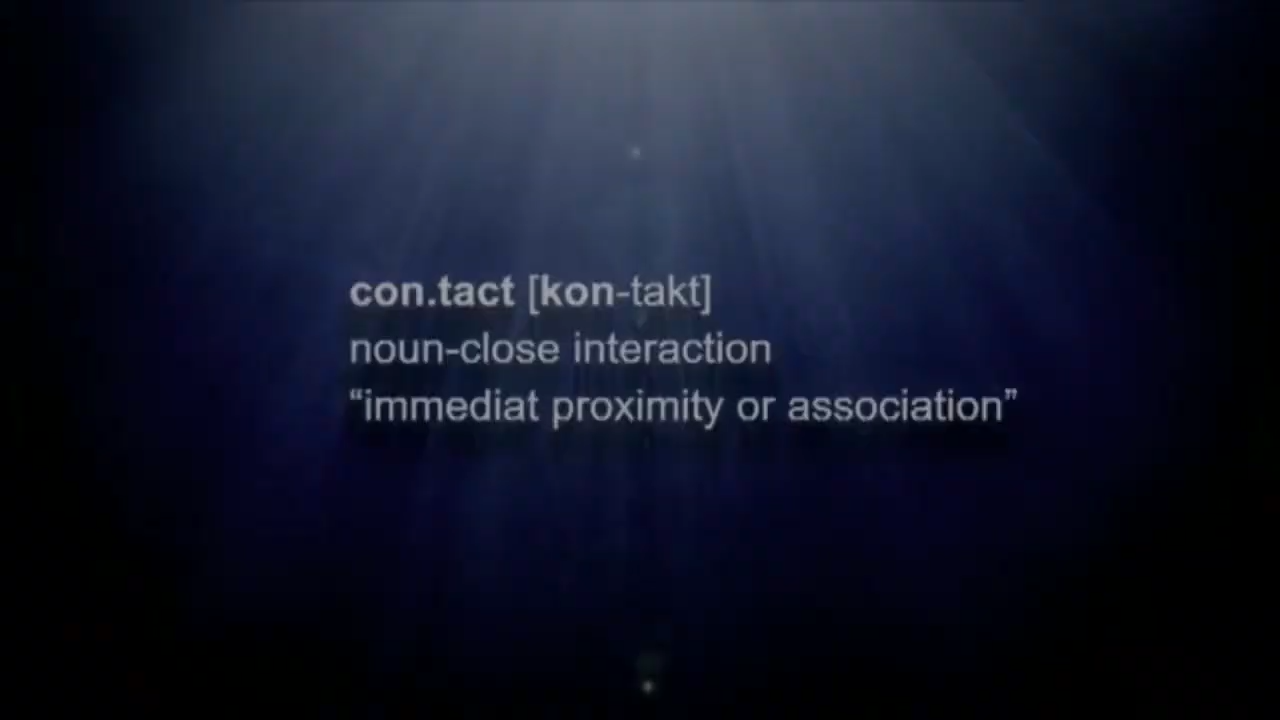 con.tact [kon-takt]
noun-close interaction
“immediat proximity or association”